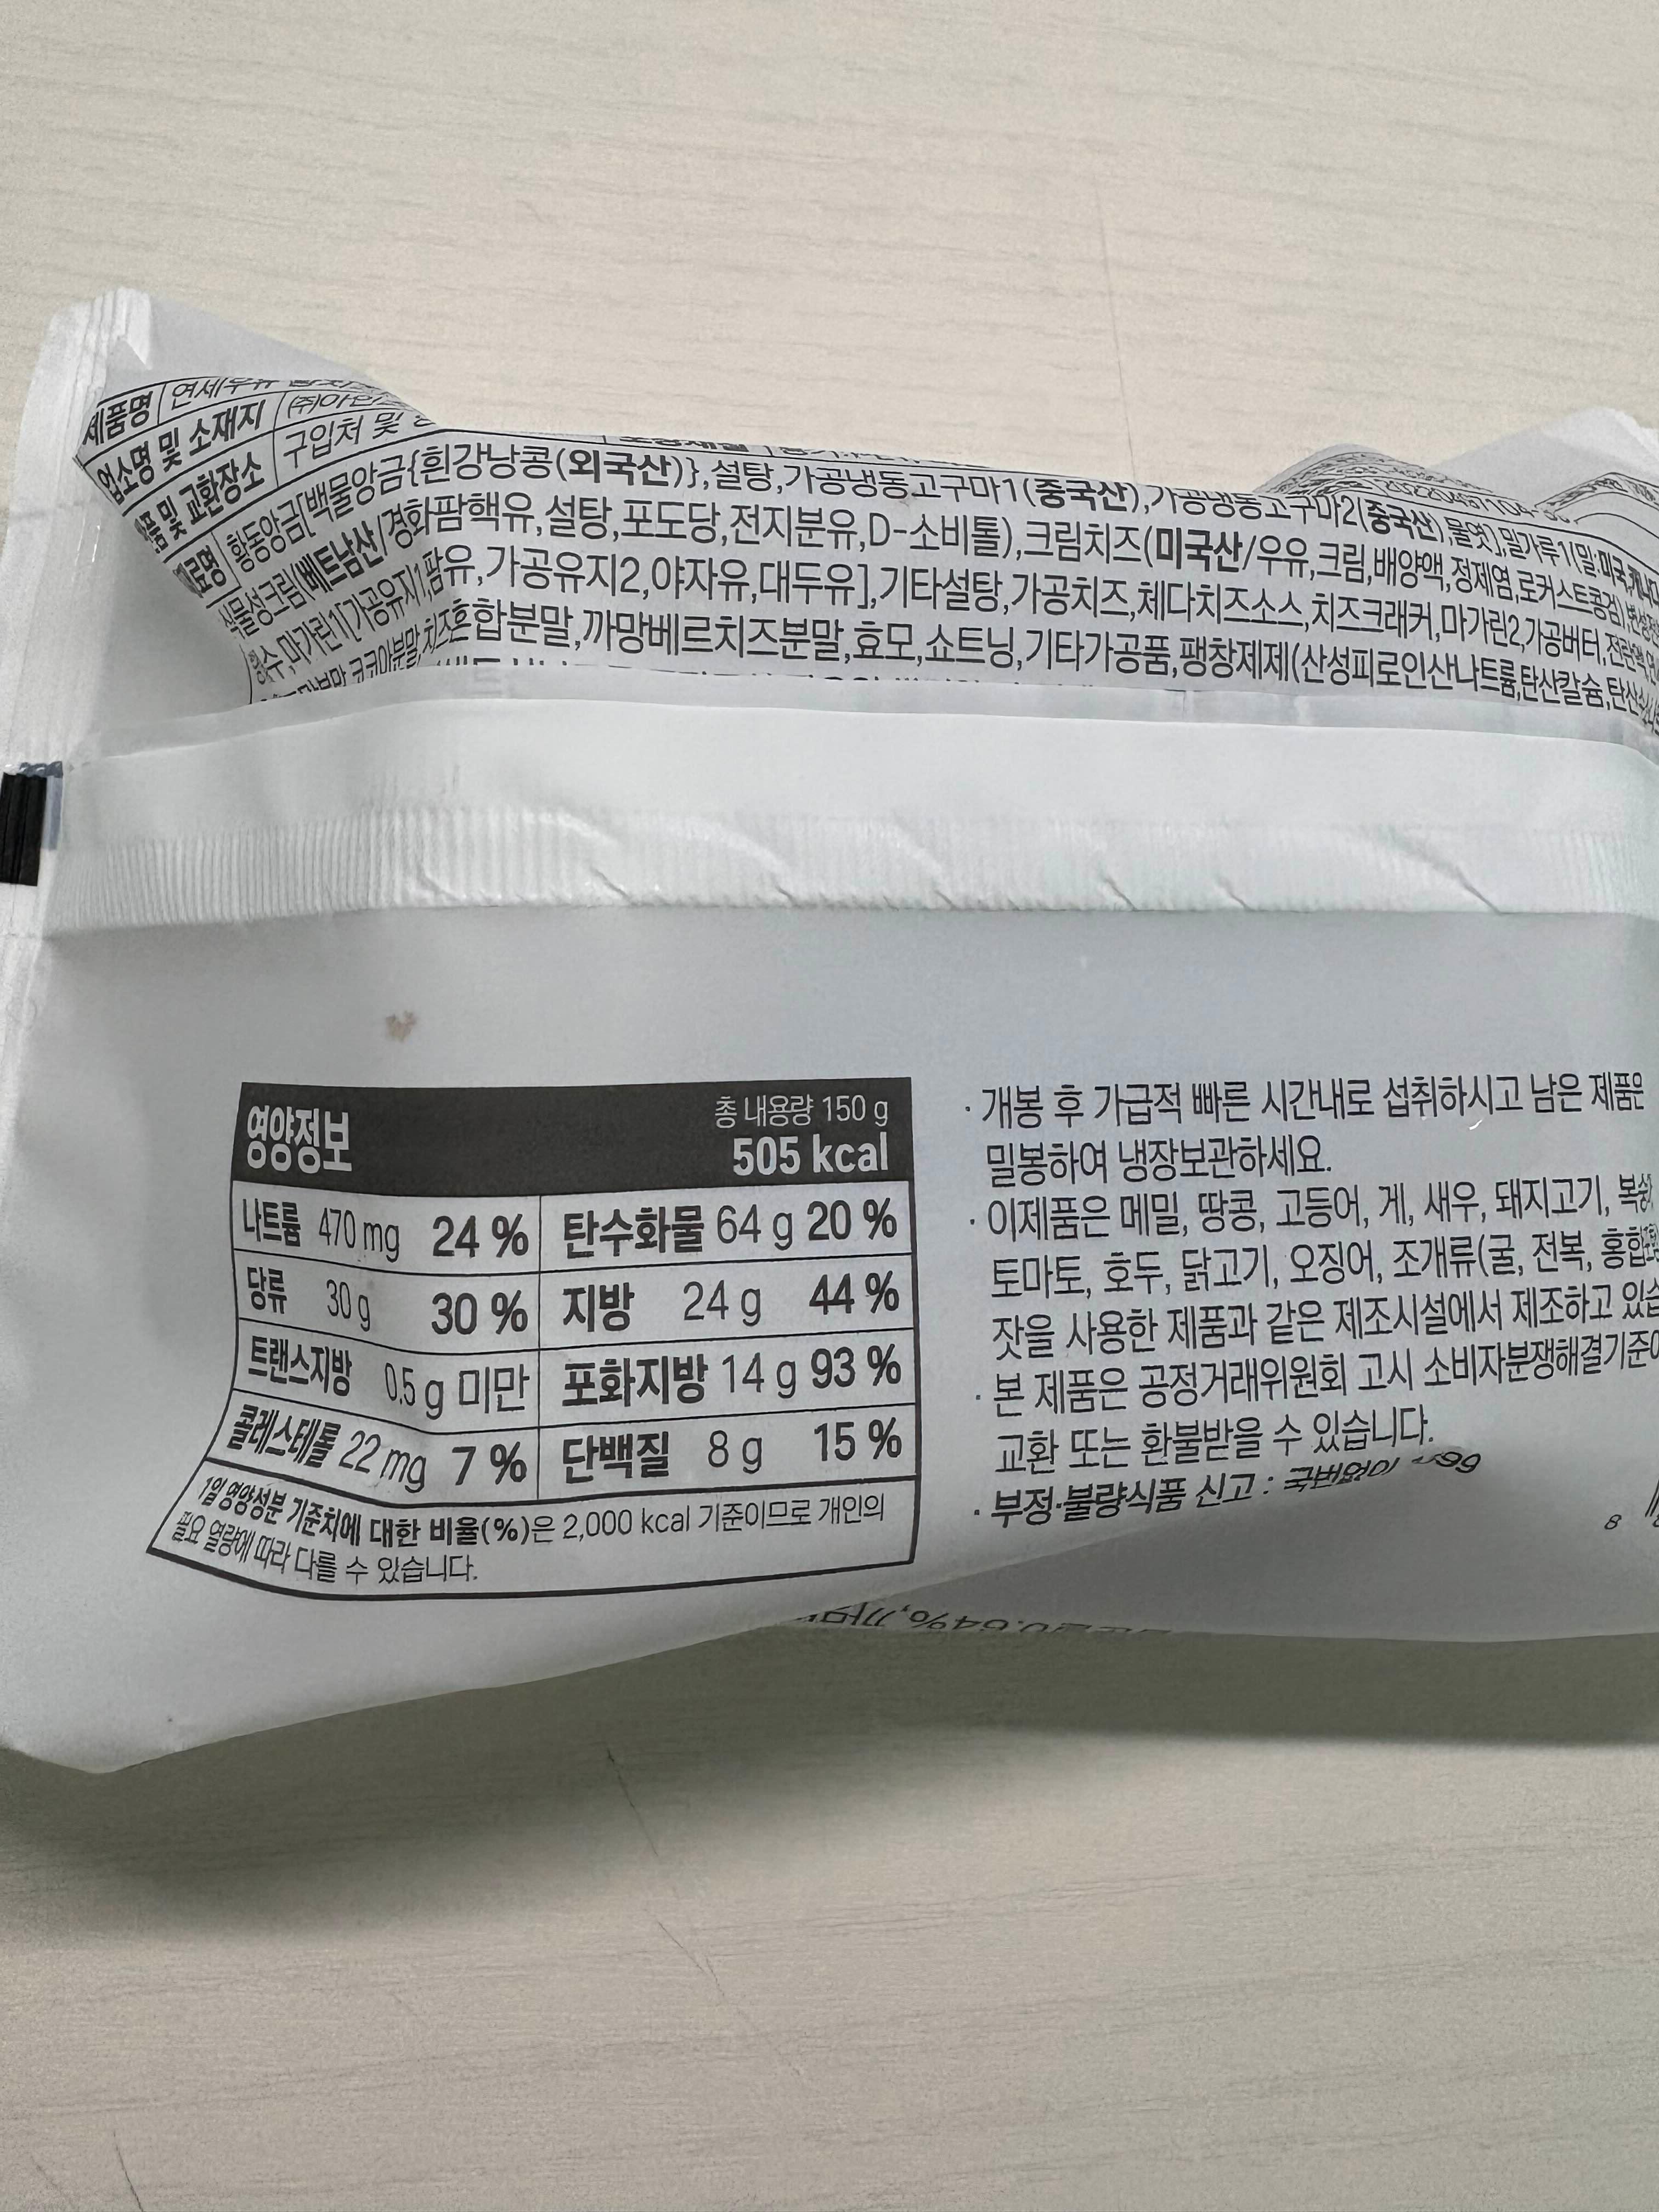 제품명 연세우유
업소명 및 소재지
및 교환장소 구입처 및
황동앙금[백물앙금{흰강낭콩(외국산)},설탕,가공냉동고구마1(중국산),가공냉동고구마2(중국산),물엿],밀가루1(밀:미국,캐나다
식물성크림(베트남산/경화팜핵유,설탕,포도당,전지분유,D-소비톨),크림치즈(미국산/우유,크림,배양액,정제염,로커스트콩검),변성전
마가린1[가공유지1,팜유,가공유지2,야자유,대두유],기타설탕,가공치즈,체다치즈소스,치즈크래커,마가린2,가공버터,전란액,
치즈혼합분말,까망베르치즈분말,효모,쇼트닝,기타가공품,팽창제제(산성피로인산나트륨,탄산칼슘,
영양정보
총 내용량 150 g
505 kcal
나트륨 470 mg 24 % 탄수화물 64 g 20 %
당류 30 g 30 % 지방 24 g 44 %
트랜스지방 0.5 g 미만 포화지방 14 g 93 %
콜레스테롤 22 mg 7 % 단백질 8 g 15 %
1일 영양성분 기준치에 대한 비율(%)은 2,000 kcal 기준이므로 개인의
필요 열량에 따라 다를 수 있습니다.
· 개봉 후 가급적 빠른 시간내로 섭취하시고 남은 제품은
밀봉하여 냉장보관하세요.
· 이제품은 메밀, 땅콩, 고등어, 게, 새우, 돼지고기, 복숭
토마토, 호두, 닭고기, 오징어, 조개류(굴, 전복, 홍합
잣을 사용한 제품과 같은 제조시설에서 제조하고 있습
· 본 제품은 공정거래위원회 고시 소비자분쟁해결기준에
교환 또는 환불받을 수 있습니다.
· 부정·불량식품 신고 : 국번없이
8